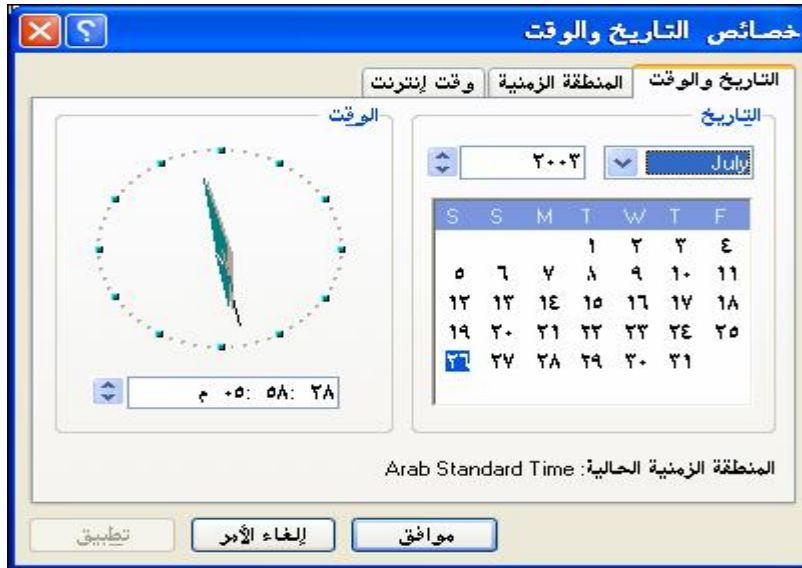 خصائص التاريخ والوقت
التاريخ والوقت
المنطقة الزمنية
وقت إنترنت
التاريخ
July
٢٠٠٣
S S M T W T F
١ ٢ ٣ ٤
٥ ٦ ٧ ٨ ٩ ١٠ ١١
١٢ ١٣ ١٤ ١٥ ١٦ ١٧ ١٨
١٩ ٢٠ ٢١ ٢٢ ٢٣ ٢٤ ٢٥
٢٦ ٢٧ ٢٨ ٢٩ ٣٠ ٣١
الوقت
٠٥: ٥٨: ٢٨ م
المنطقة الزمنية الحالية: Arab Standard Time
موافق
إلغاء الأمر
تطبيق